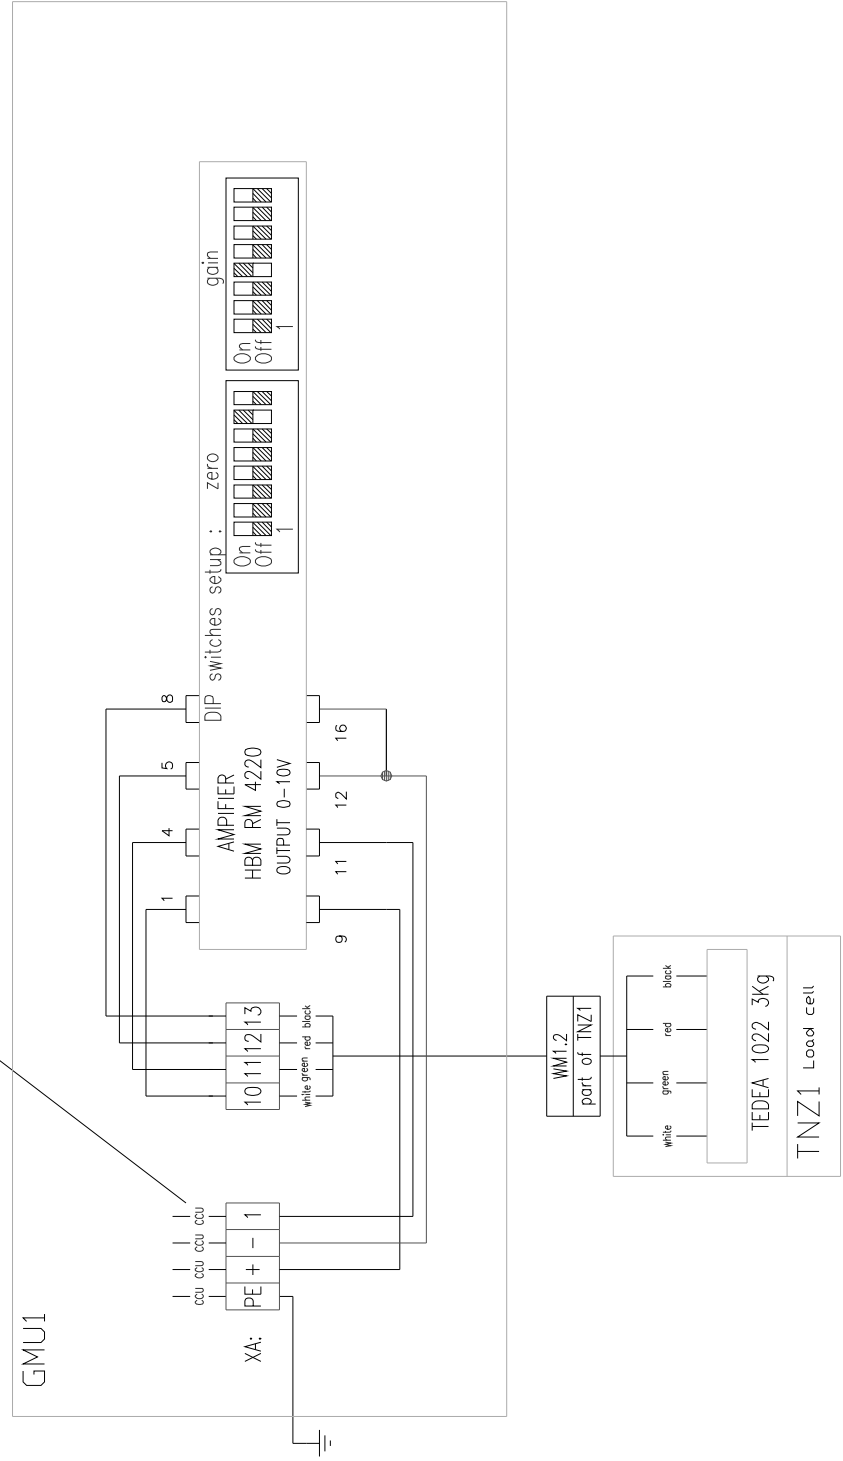 GMU1
XA:
PE + - 1
CCU CCU CCU CCU
10 11 12 13
white green red black
1 4 5 8
AMPIFIER
HBM RM 4220
OUTPUT 0-10V
9 11 12 16
DIP switches setup : zero gain
On
Off
1
On
Off
1
WM1.2
part of TNZ1
white green red black
TEDEA 1022 3Kg
TNZ1 Load cell